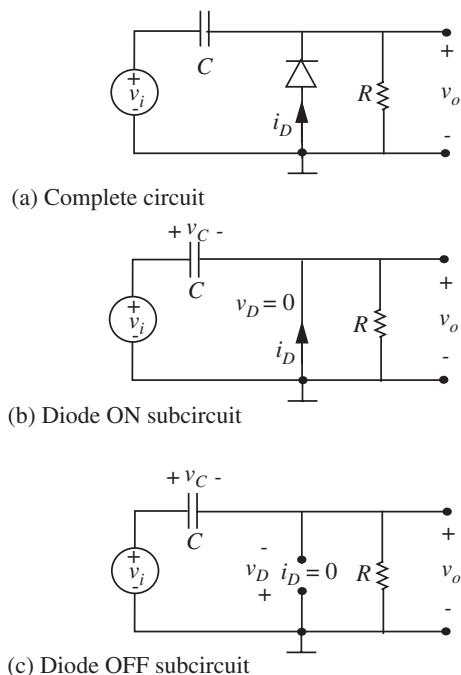 C
+
v_i
-
i_D
R
+
v_o
-
(a) Complete circuit
+ v_C -
C
+
v_i
-
v_D = 0
i_D
R
+
v_o
-
(b) Diode ON subcircuit
+ v_C -
C
+
v_i
-
-
v_D
+
i_D = 0
R
+
v_o
-
(c) Diode OFF subcircuit